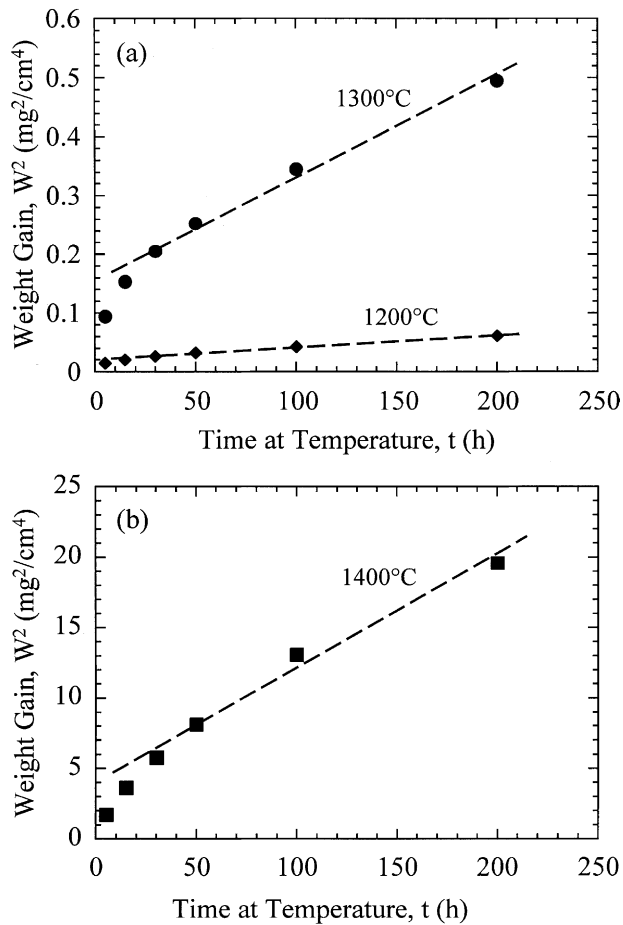 0.6
(a)
0.5
1300°C
0.4
0.3
0.2
1200°C
0.1
0
0 50 100 150 200 250
Weight Gain, W² (mg²/cm⁴)
Time at Temperature, t (h)
25
(b)
20
1400°C
15
10
5
0
0 50 100 150 200 250
Weight Gain, W² (mg²/cm⁴)
Time at Temperature, t (h)